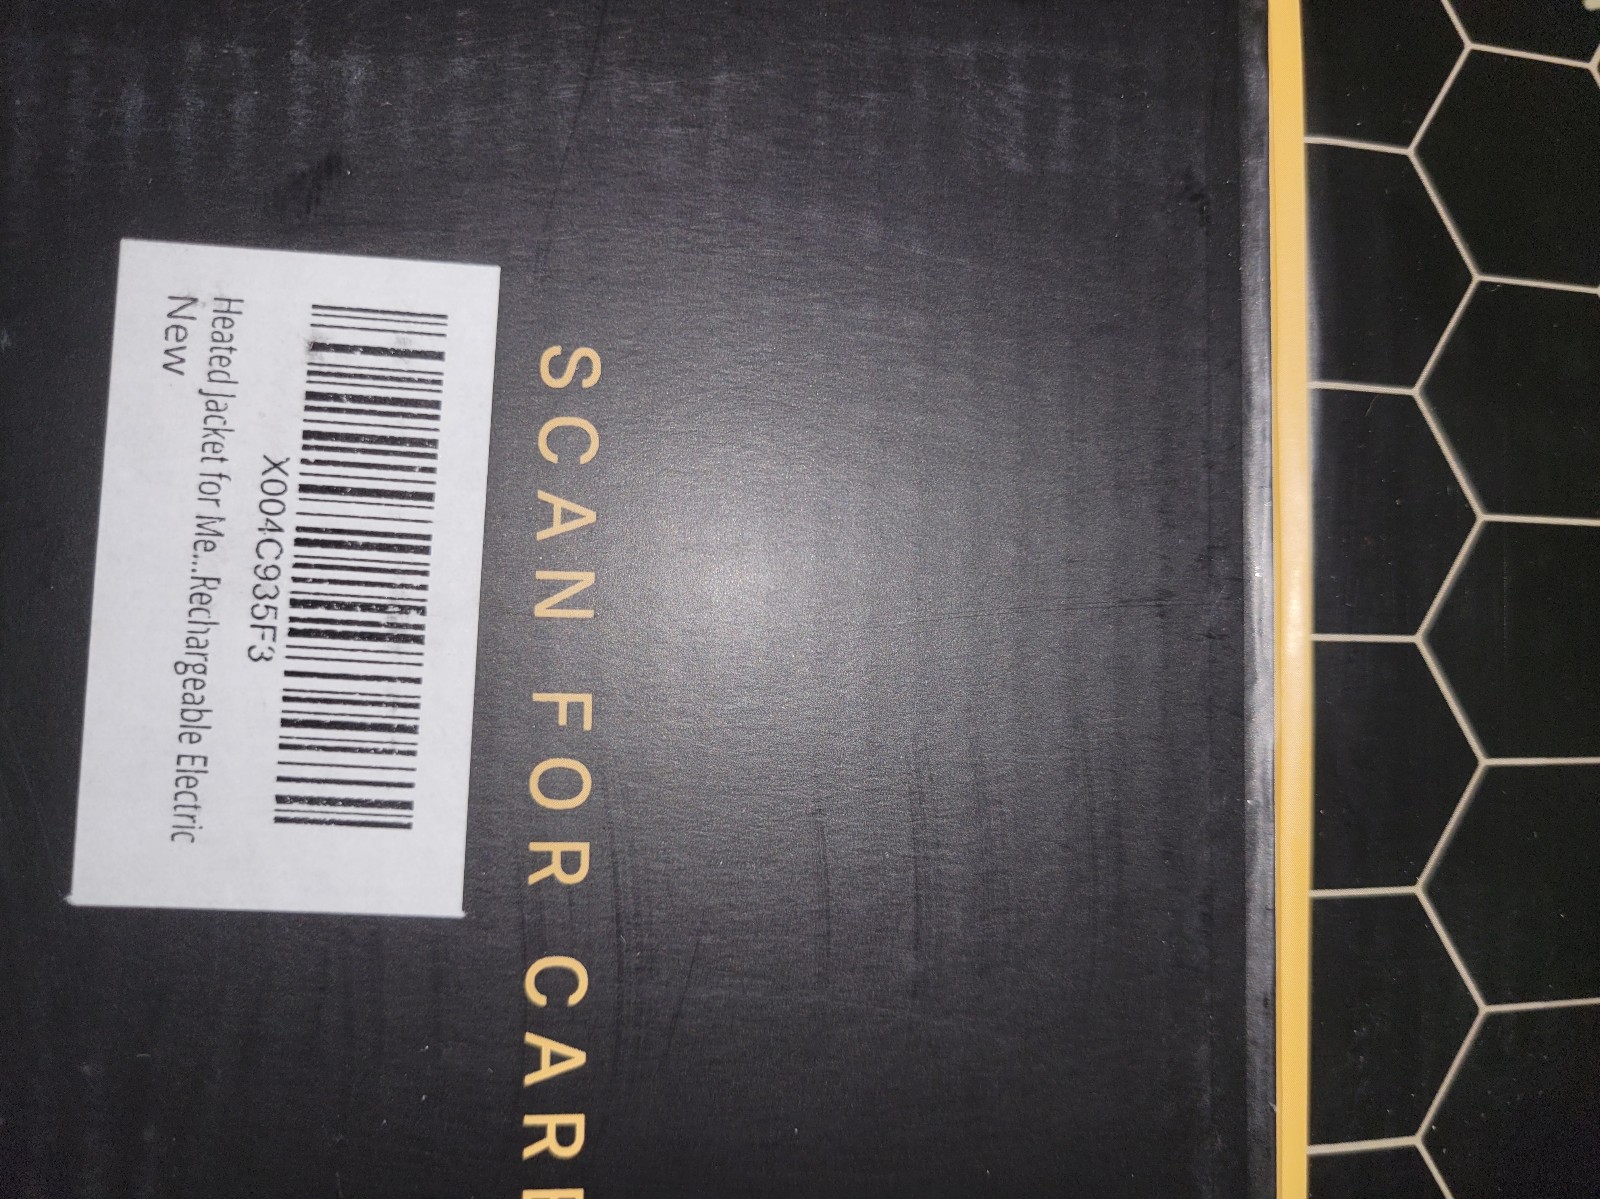 SCAN FOR CAR
X004C935F3
Heated Jacket for Me...Rechargeable Electric
New